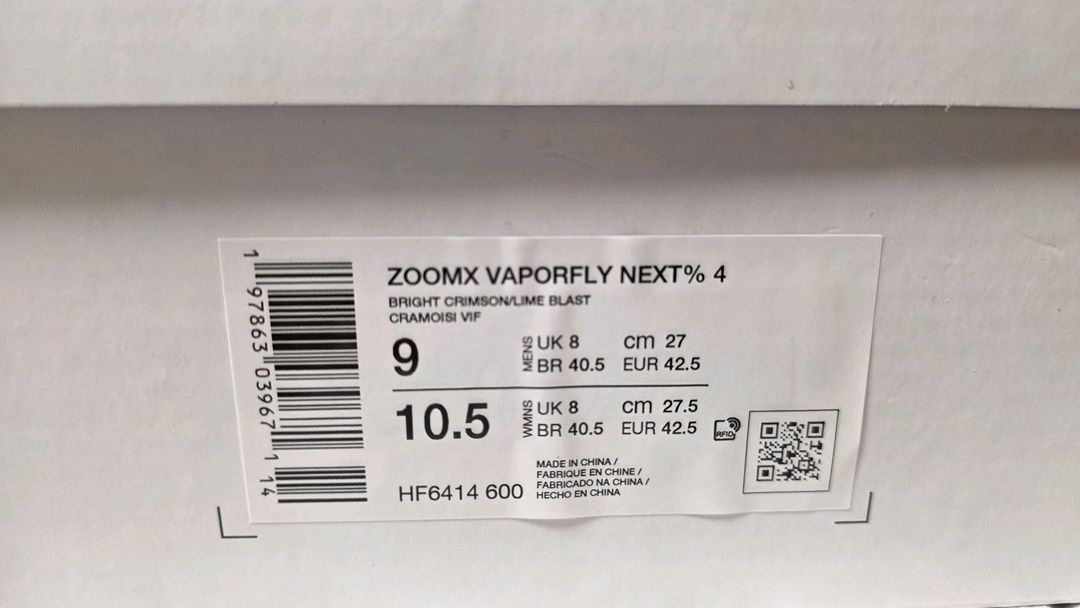 ZOOMX VAPORFLY NEXT% 4
BRIGHT CRIMSON/LIME BLAST
CRAMOISI VIF
9 MENS UK 8 cm 27
BR 40.5 EUR 42.5
10.5 WMNS UK 8 cm 27.5
BR 40.5 EUR 42.5
RFID
HF6414 600
MADE IN CHINA /
FABRIQUE EN CHINE /
FABRICADO NA CHINA /
HECHO EN CHINA
1 97863 03967 1 14